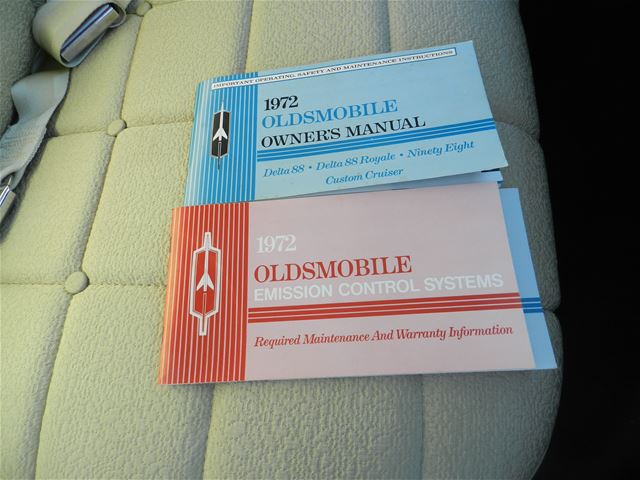 IMPORTANT OPERATING, SAFETY AND MAINTENANCE INSTRUCTIONS
1972
OLDSMOBILE
OWNER'S MANUAL
Delta 88 • Delta 88 Royale • Ninety Eight
Custom Cruiser
1972
OLDSMOBILE
EMISSION CONTROL SYSTEMS
Required Maintenance And Warranty Information